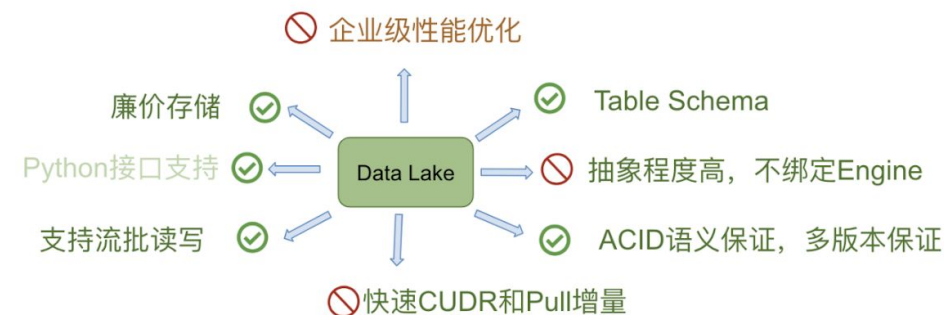 企业级性能优化
廉价存储
Table Schema
Python接口支持
Data Lake
抽象程度高，不绑定Engine
支持流批读写
ACID语义保证，多版本保证
快速CUDR和Pull增量